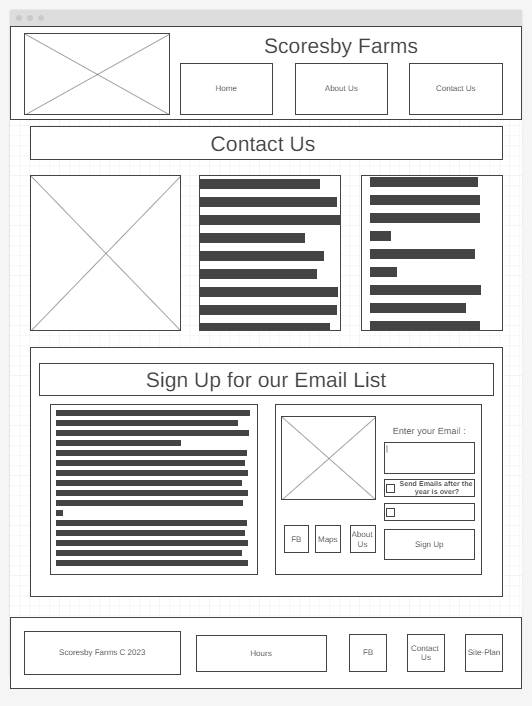 Scoresby Farms
Home
About Us
Contact Us
Contact Us
Sign Up for our Email List
Enter your Email :
Send Emails after the
year is over?
FB
Maps
About
Us
Sign Up
Scoresby Farms C 2023
Hours
FB
Contact
Us
Site-Plan